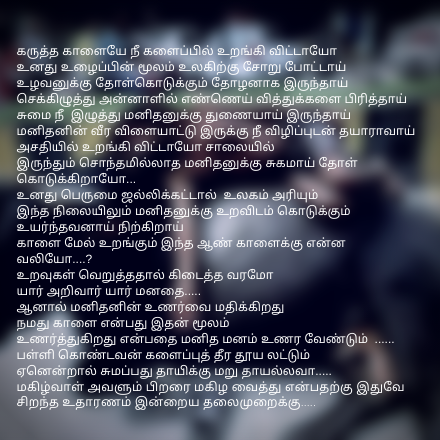 கருத்த காளையே நீ களைப்பில் உறங்கி விட்டாயோ
உனது உழைப்பின் மூலம் உலகிற்கு சோறு போட்டாய்
உழவனுக்கு தோள்கொடுக்கும் தோழனாக இருந்தாய்
செக்கிழுத்து அன்னாளில் எண்ணெய் வித்துக்களை பிரித்தாய்
சுமை நீ இழுத்து மனிதனுக்கு துணையாய் இருந்தாய்
மனிதனின் வீர விளையாட்டு இருக்கு நீ விழிப்புடன் தயாராவாய்
அசதியில் உறங்கி விட்டாயோ சாலையில்
இருந்தும் சொந்தமில்லாத மனிதனுக்கு சுகமாய் தோள்
கொடுக்கிறாயோ...
உனது பெருமை ஜல்லிக்கட்டால் உலகம் அரியும்
இந்த நிலையிலும் மனிதனுக்கு உறவிடம் கொடுக்கும்
உயர்ந்தவனாய் நிற்கிறாய்
காளை மேல் உறங்கும் இந்த ஆண் காளைக்கு என்ன
வலியோ....?
உறவுகள் வெறுத்ததால் கிடைத்த வரமோ
யார் அறிவார் யார் மனதை.....
ஆனால் மனிதனின் உணர்வை மதிக்கிறது
நமது காளை என்பது இதன் மூலம்
உணர்த்துகிறது என்பதை மனித மனம் உணர வேண்டும் ......
பள்ளி கொண்டவன் களைப்புத் தீர தூய லட்டும்
ஏனென்றால் சுமப்பது தாயிக்கு மறு தாயல்லவா.....
மகிழ்வாள் அவளும் பிறரை மகிழ வைத்து என்பதற்கு இதுவே
சிறந்த உதாரணம் இன்றைய தலைமுறைக்கு.....